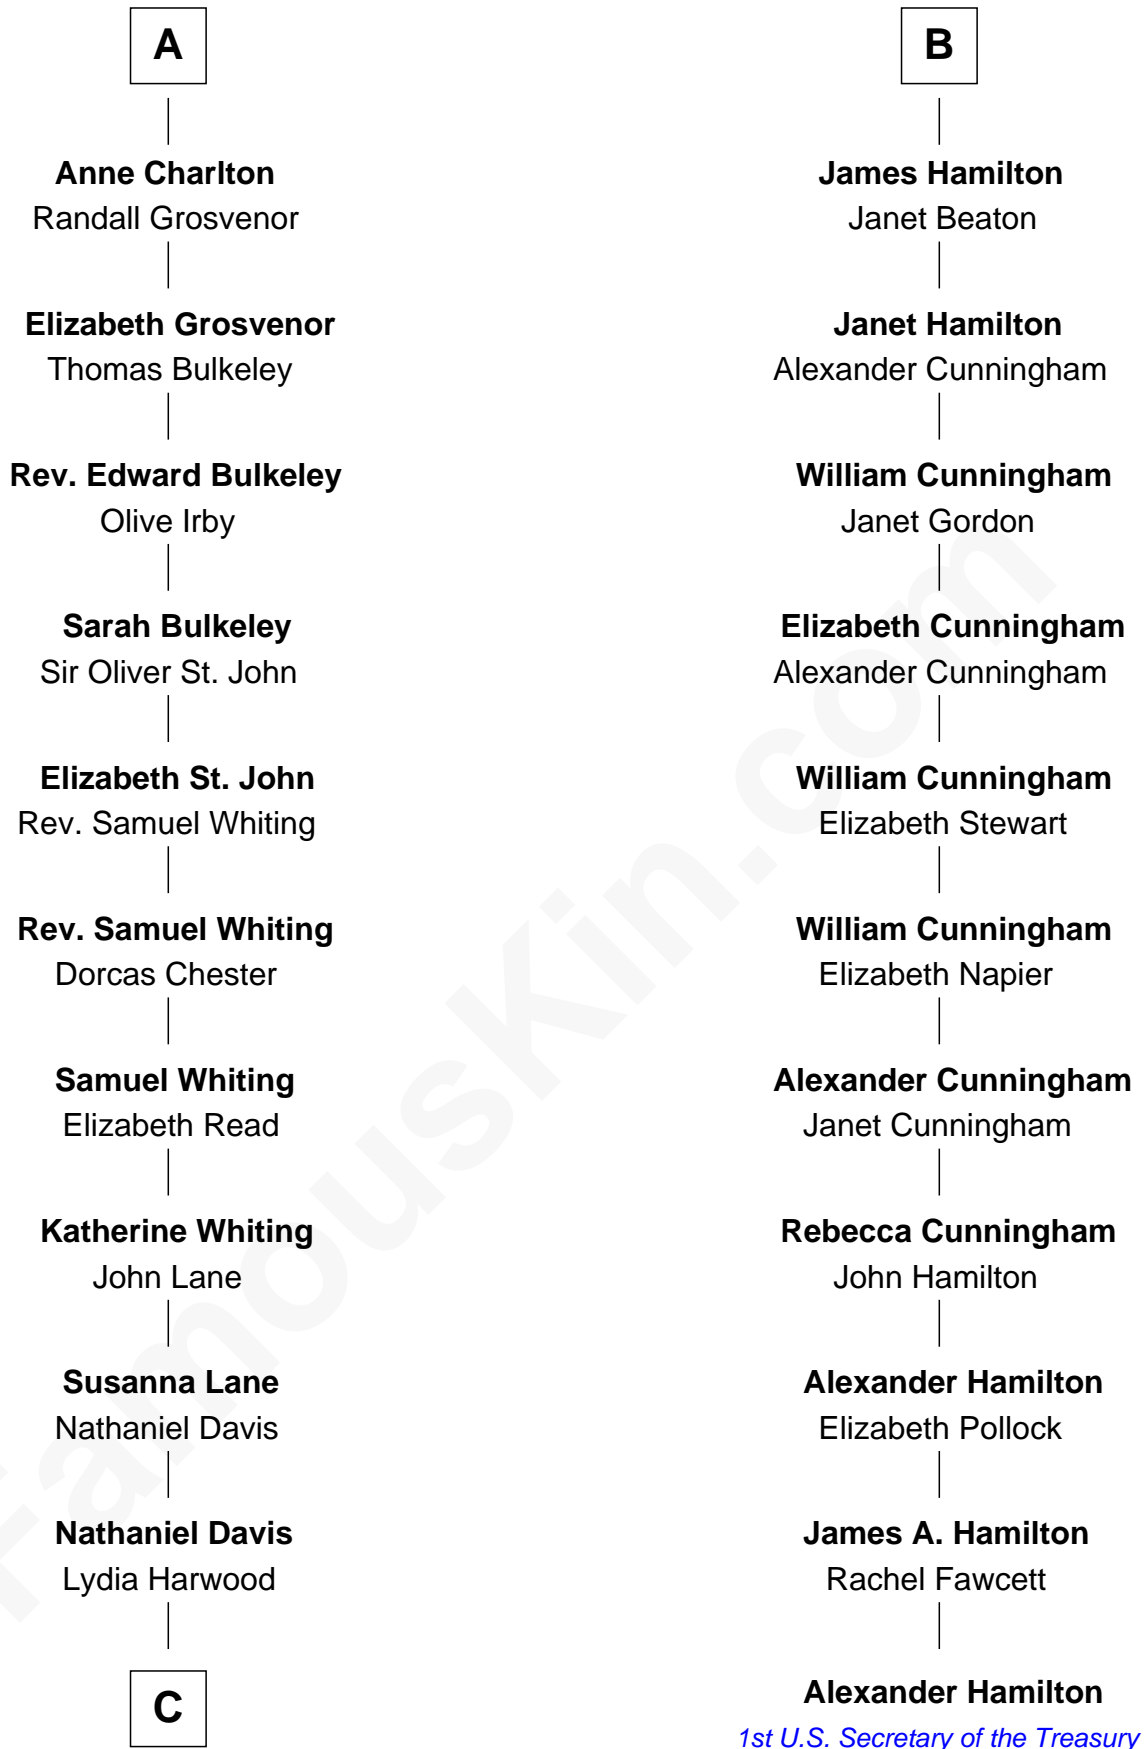 A
Anne Charlton
Randall Grosvenor
Elizabeth Grosvenor
Thomas Bulkeley
Rev. Edward Bulkeley
Olive Irby
Sarah Bulkeley
Sir Oliver St. John
Elizabeth St. John
Rev. Samuel Whiting
Rev. Samuel Whiting
Dorcas Chester
Samuel Whiting
Elizabeth Read
Katherine Whiting
John Lane
Susanna Lane
Nathaniel Davis
Nathaniel Davis
Lydia Harwood
C
B
James Hamilton
Janet Beaton
Janet Hamilton
Alexander Cunningham
William Cunningham
Janet Gordon
Elizabeth Cunningham
Alexander Cunningham
William Cunningham
Elizabeth Stewart
William Cunningham
Elizabeth Napier
Alexander Cunningham
Janet Cunningham
Rebecca Cunningham
John Hamilton
Alexander Hamilton
Elizabeth Pollock
James A. Hamilton
Rachel Fawcett
Alexander Hamilton
1st U.S. Secretary of the Treasury
FamousKin.com